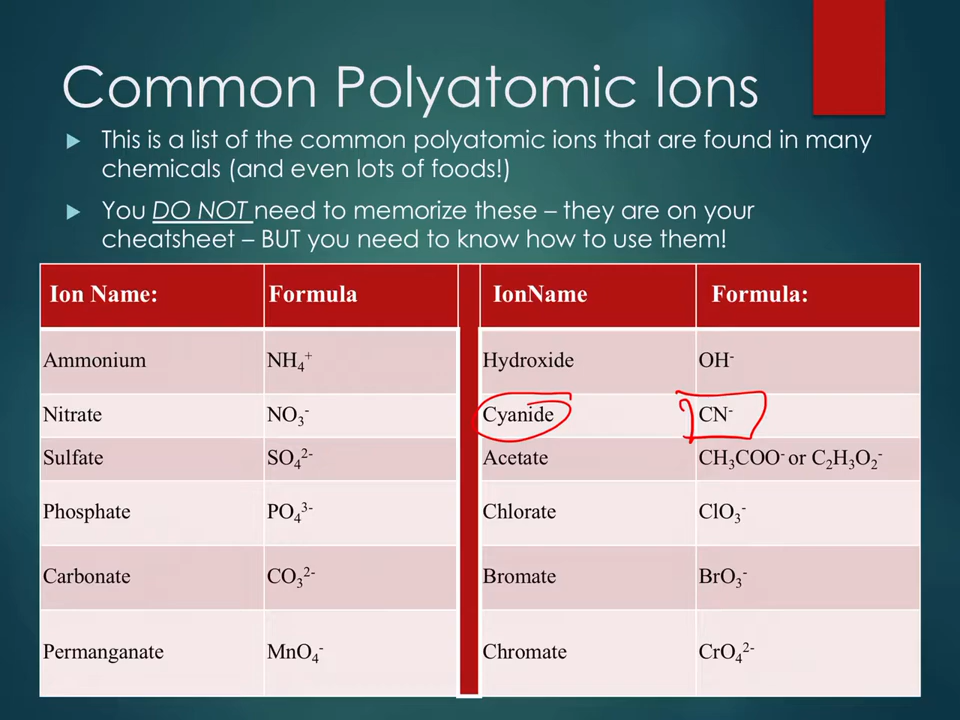 Common Polyatomic Ions
This is a list of the common polyatomic ions that are found in many
chemicals (and even lots of foods!)
You DO NOT need to memorize these – they are on your
cheatsheet – BUT you need to know how to use them!
Ion Name: Formula IonName Formula:
Ammonium NH₄⁺ Hydroxide OH⁻
Nitrate NO₃⁻ Cyanide CN⁻
Sulfate SO₄²⁻ Acetate CH₃COO⁻ or C₂H₃O₂⁻
Phosphate PO₄³⁻ Chlorate ClO₃⁻
Carbonate CO₃²⁻ Bromate BrO₃⁻
Permanganate MnO₄⁻ Chromate CrO₄²⁻